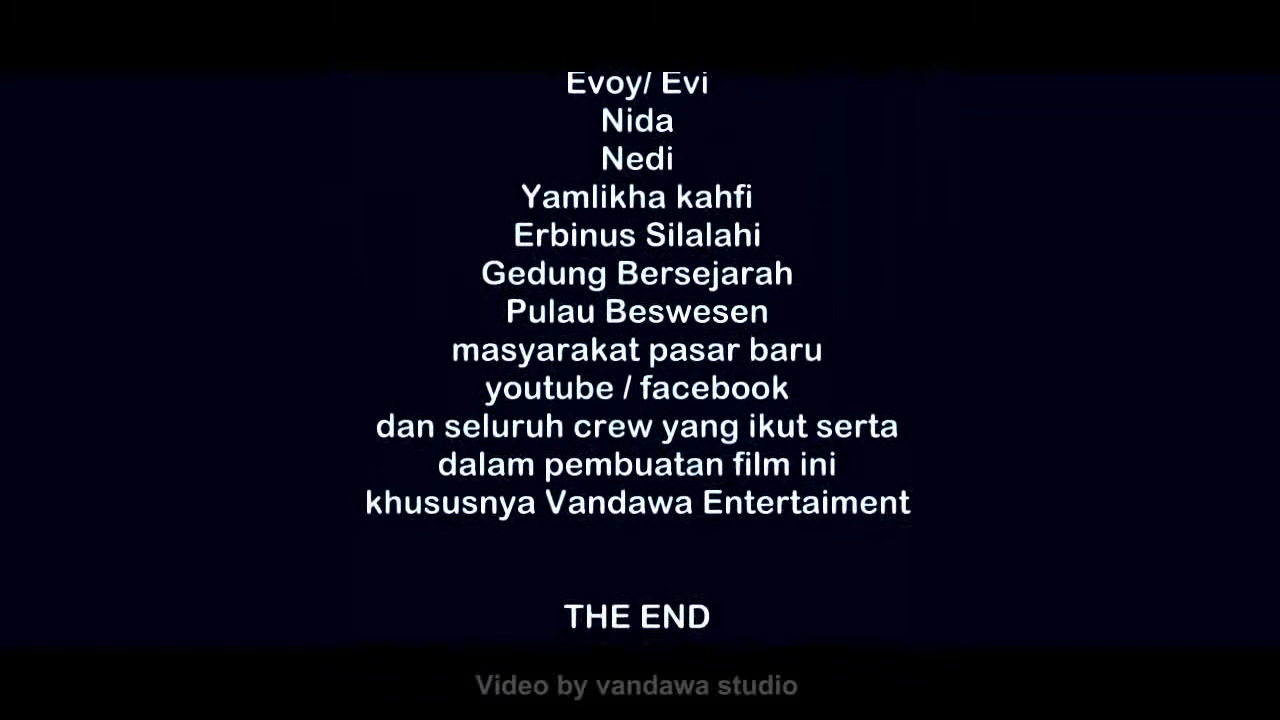 Evoy/ Evi
Nida
Nedi
Yamlikha kahfi
Erbinus Silalahi
Gedung Bersejarah
Pulau Beswesen
masyarakat pasar baru
youtube / facebook
dan seluruh crew yang ikut serta
dalam pembuatan film ini
khususnya Vandawa Entertaiment
THE END
Video by vandawa studio